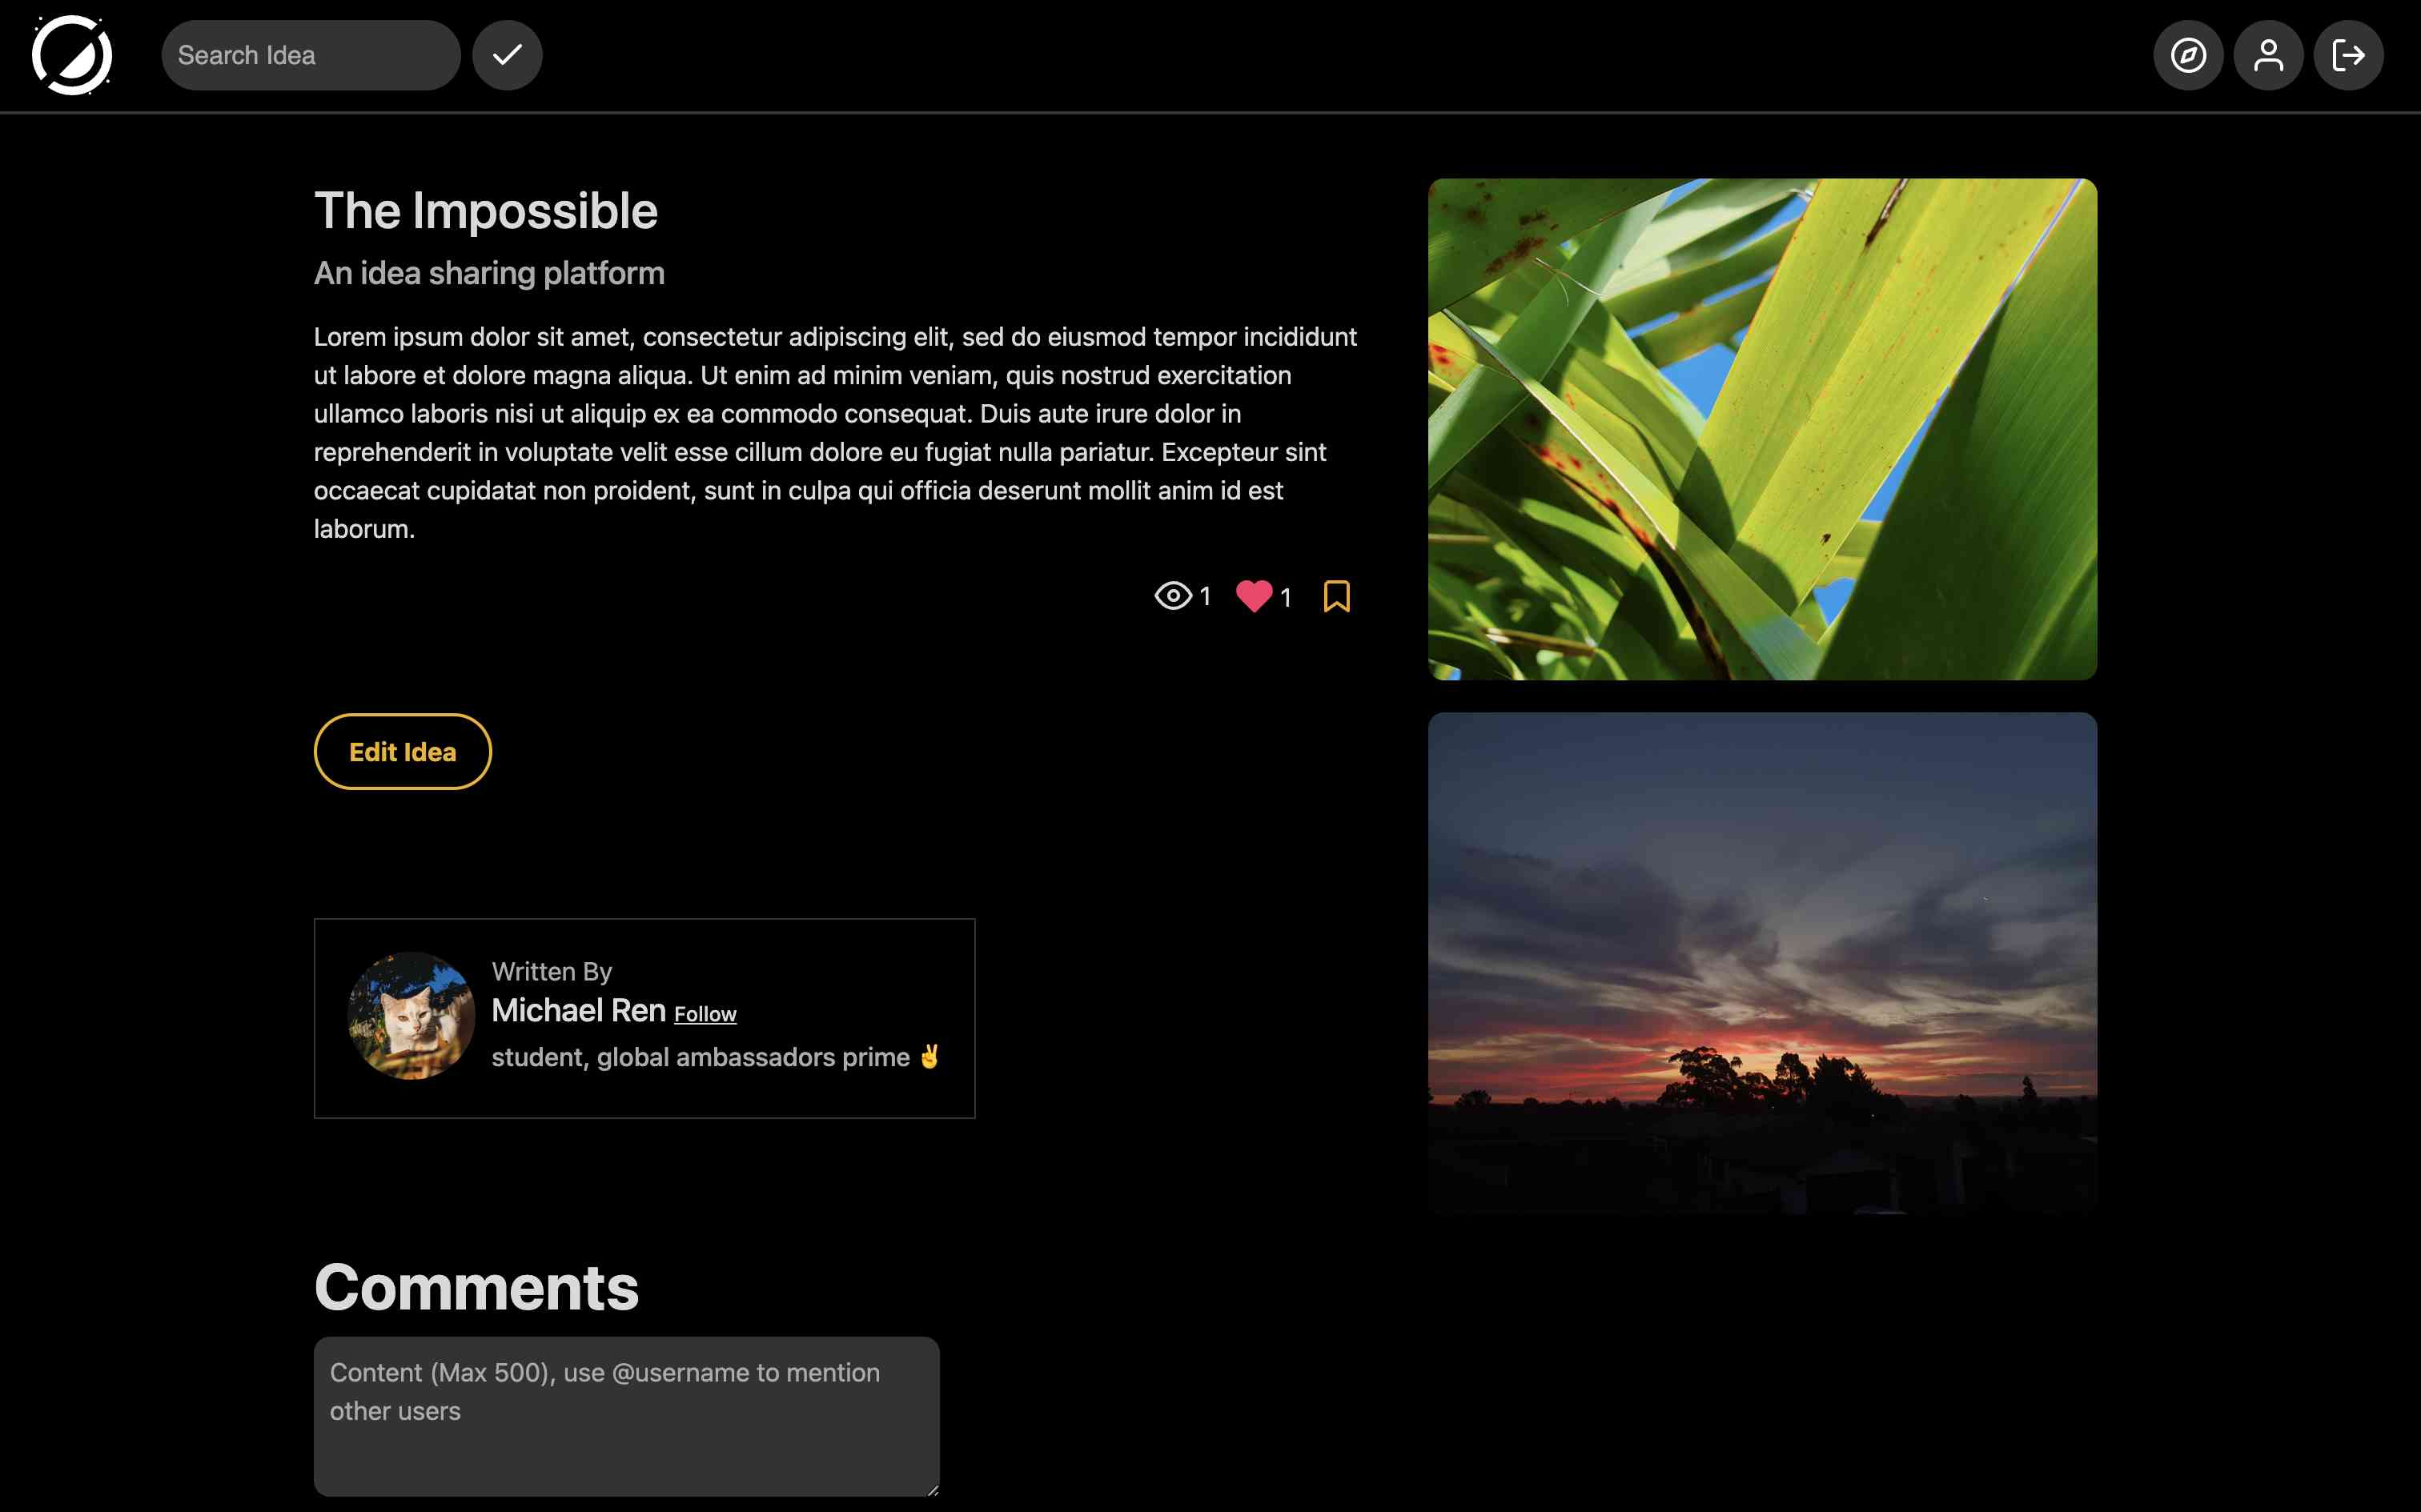 Search Idea
The Impossible
An idea sharing platform
Lorem ipsum dolor sit amet, consectetur adipiscing elit, sed do eiusmod tempor incididunt
ut labore et dolore magna aliqua. Ut enim ad minim veniam, quis nostrud exercitation
ullamco laboris nisi ut aliquip ex ea commodo consequat. Duis aute irure dolor in
reprehenderit in voluptate velit esse cillum dolore eu fugiat nulla pariatur. Excepteur sint
occaecat cupidatat non proident, sunt in culpa qui officia deserunt mollit anim id est
laborum.
1 1
Edit Idea
Written By
Michael Ren Follow
student, global ambassadors prime ✌️
Comments
Content (Max 500), use @username to mention
other users